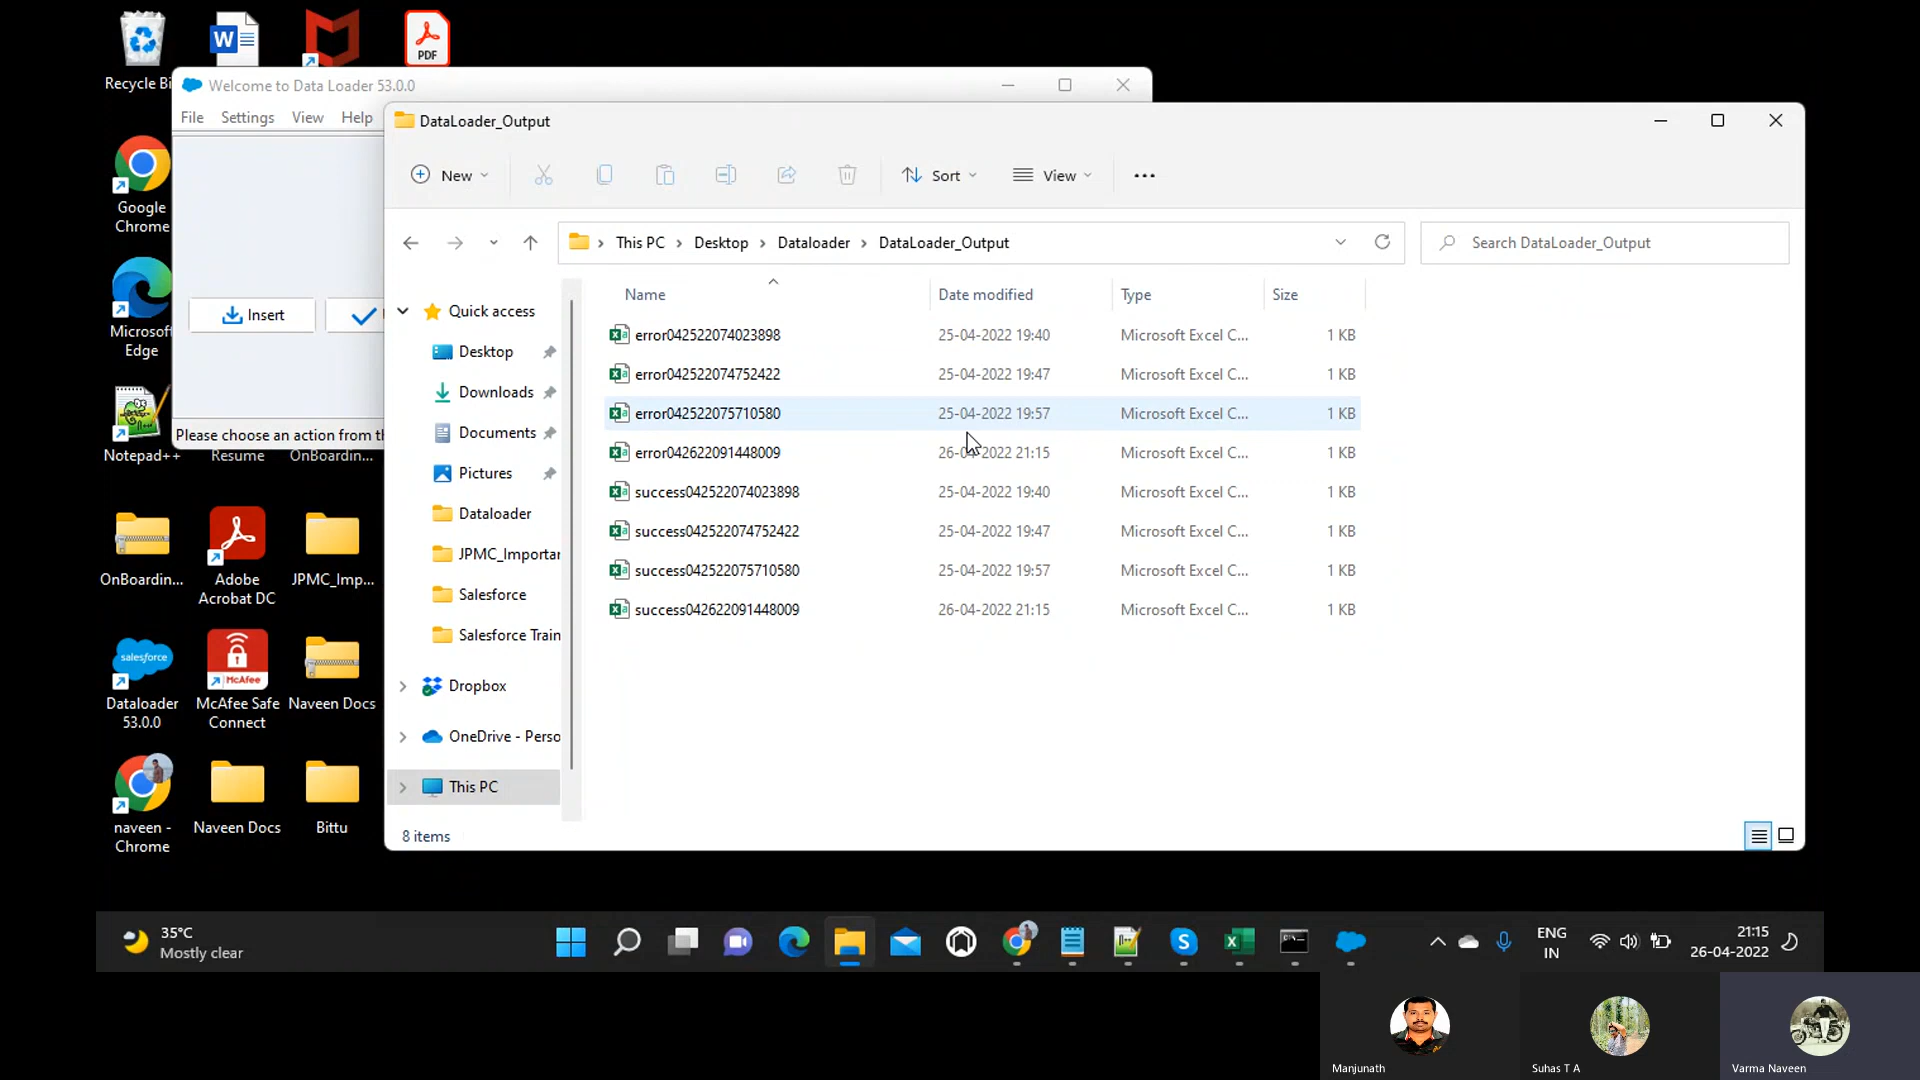 Recycle Bi
PDF
Welcome to Data Loader 53.0.0
File Settings View Help
DataLoader_Output
New
Sort
View
This PC > Desktop > Dataloader > DataLoader_Output
Search DataLoader_Output
Google
Chrome
Insert
Microsoft
Edge
Please choose an action from th
Notepad++
Resume
OnBoardin...
Quick access
Desktop
Downloads
Documents
Pictures
Dataloader
JPMC_Importan
Salesforce
Salesforce Train
Dropbox
OneDrive - Perso
This PC
Name Date modified Type Size
error042522074023898 25-04-2022 19:40 Microsoft Excel C... 1 KB
error042522074752422 25-04-2022 19:47 Microsoft Excel C... 1 KB
error042522075710580 25-04-2022 19:57 Microsoft Excel C... 1 KB
error042622091448009 26-04-2022 21:15 Microsoft Excel C... 1 KB
success042522074023898 25-04-2022 19:40 Microsoft Excel C... 1 KB
success042522074752422 25-04-2022 19:47 Microsoft Excel C... 1 KB
success042522075710580 25-04-2022 19:57 Microsoft Excel C... 1 KB
success042622091448009 26-04-2022 21:15 Microsoft Excel C... 1 KB
8 items
OnBoardin...
Adobe
Acrobat DC
JPMC_Imp...
salesforce
Dataloader
53.0.0
McAfee
McAfee Safe
Connect
Naveen Docs
naveen -
Chrome
Naveen Docs
Bittu
35°C
Mostly clear
ENG
IN
21:15
26-04-2022
Manjunath
Suhas T A
Varma Naveen